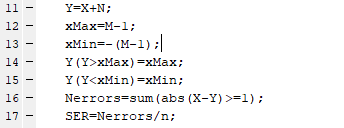 11 – Y=X+N;
12 – xMax=M-1;
13 – xMin=-(M-1);
14 – Y(Y>xMax)=xMax;
15 – Y(Y<xMin)=xMin;
16 – Nerrors=sum(abs(X-Y)>=1);
17 – SER=Nerrors/n;